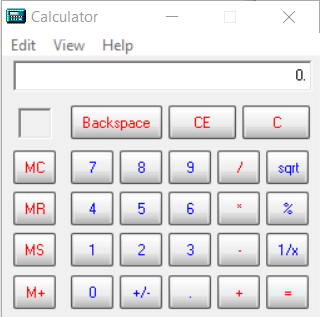 Calculator
Edit View Help
0.
Backspace CE C
MC 7 8 9 / sqrt
MR 4 5 6 * %
MS 1 2 3 - 1/x
M+ 0 +/- . + =